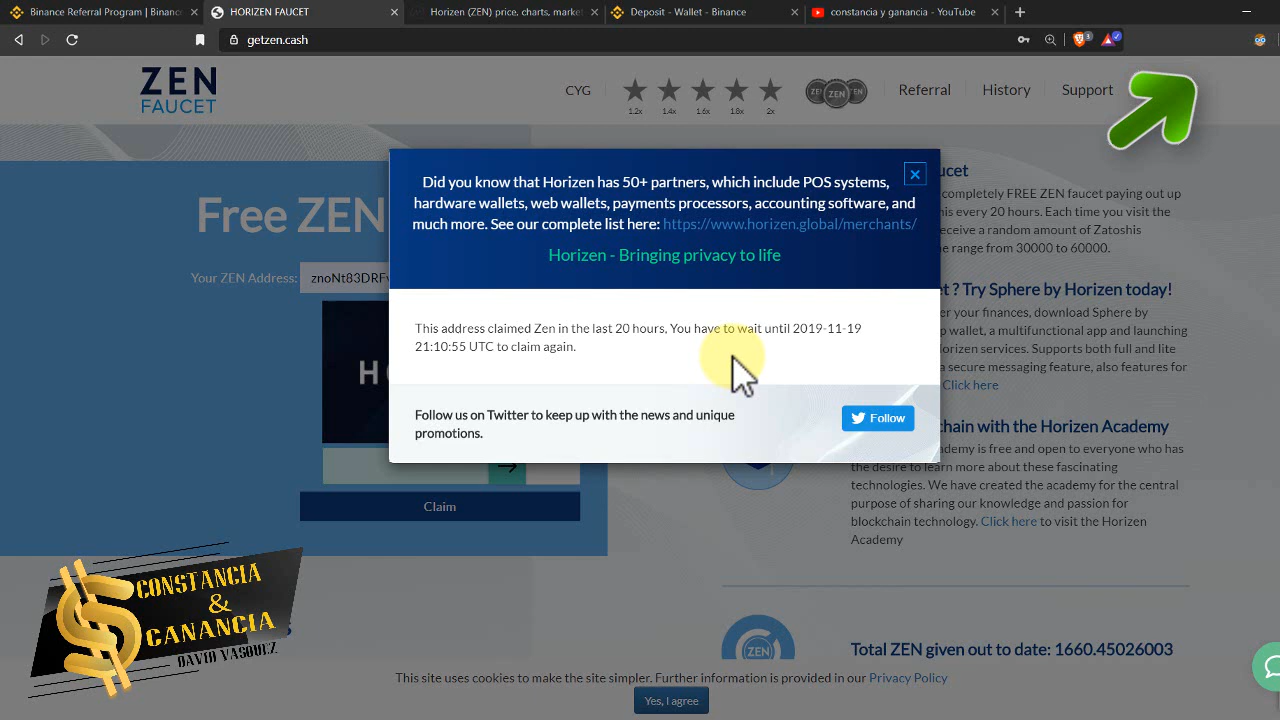 Binance Referral Program | Binanc
HORIZEN FAUCET
Horizen (ZEN) price, charts, market
Deposit - Wallet - Binance
constancia y ganancia - YouTube
getzen.cash
3
ZEN
FAUCET
CYG
1.2x 1.4x 1.6x 1.8x 2x
ZEN
Referral
History
Support
Free ZEN
Your ZEN Address:
Claim
Did you know that Horizen has 50+ partners, which include POS systems,
hardware wallets, web wallets, payments processors, accounting software, and
much more. See our complete list here: https://www.horizen.global/merchants/
Horizen - Bringing privacy to life
This address claimed Zen in the last 20 hours, You have to wait until 2019-11-19
21:10:55 UTC to claim again.
Follow us on Twitter to keep up with the news and unique
promotions.
Follow
completely FREE ZEN faucet paying out up
every 20 hours. Each time you visit the
receive a random amount of Zatoshis
range from 30000 to 60000.
? Try Sphere by Horizen today!
your finances, download Sphere by
wallet, a multifunctional app and launching
services. Supports both full and lite
a secure messaging feature, also features for
Click here
with the Horizen Academy
is free and open to everyone who has
the desire to learn more about these fascinating
technologies. We have created the academy for the central
purpose of sharing our knowledge and passion for
blockchain technology. Click here to visit the Horizen
Academy
ZEN
Total ZEN given out to date: 1660.45026003
CONSTANCIA
&
GANANCIA
DAVID VASQUEZ
This site uses cookies to make the site simpler. Further information is provided in our Privacy Policy
Yes, I agree